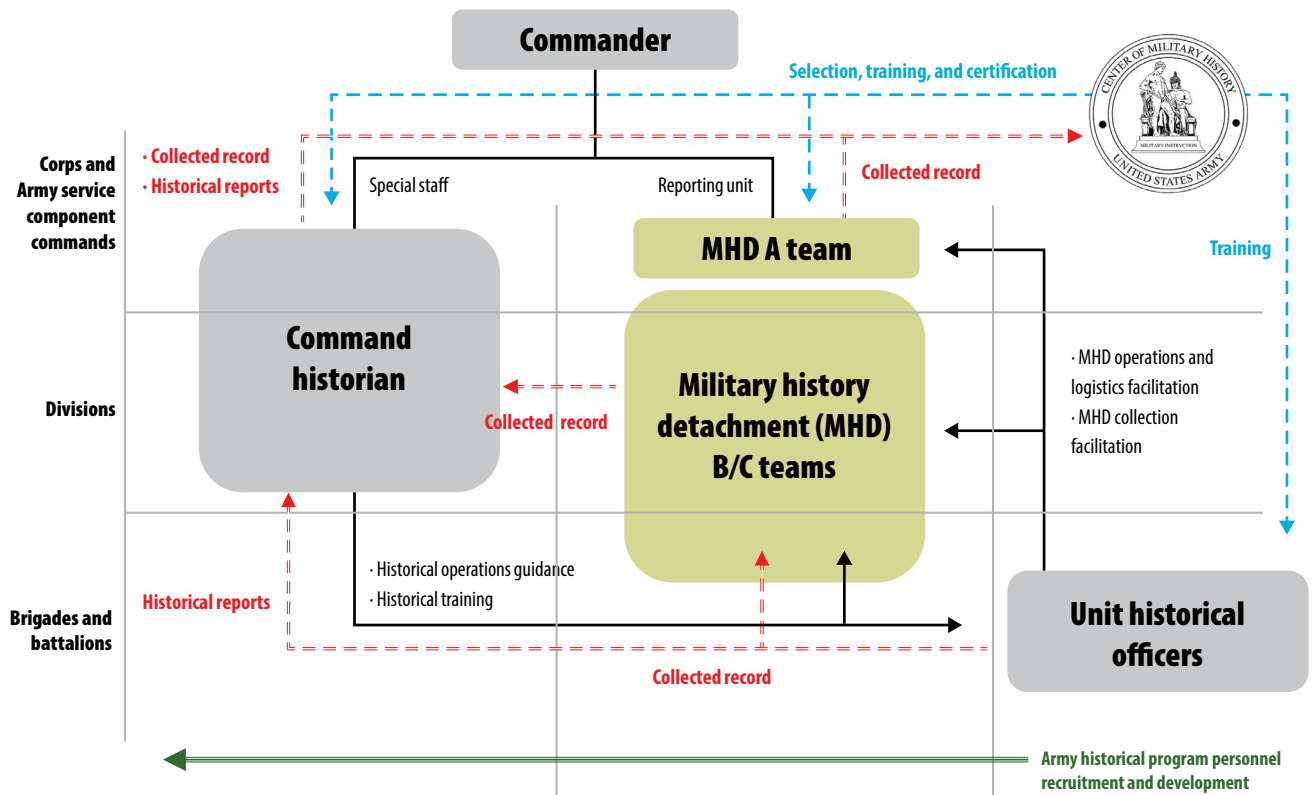 Commander
Selection, training, and certification
CENTER OF MILITARY HISTORY
MILITARY INSTRUCTION
UNITED STATES ARMY
Corps and
Army service
component
commands
· Collected record
· Historical reports
Special staff
Reporting unit
Collected record
MHD A team
Training
Command
historian
Military history
detachment (MHD)
B/C teams
· MHD operations and
logistics facilitation
· MHD collection
facilitation
Divisions
Collected record
· Historical operations guidance
· Historical training
Historical reports
Brigades and
battalions
Unit historical
officers
Collected record
Army historical program personnel
recruitment and development